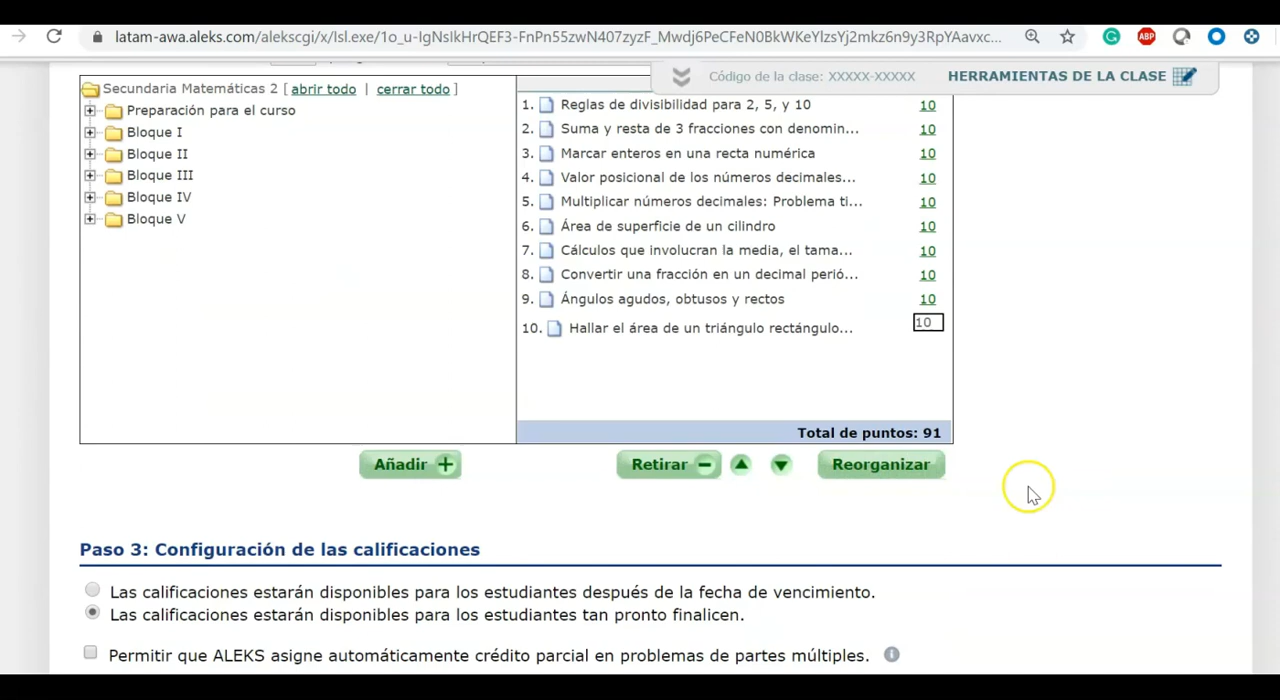 latam-awa.aleks.com/alekscgi/x/Isl.exe/1o_u-IgNsIkHrQEF3-FnPn55zwN407zyzF_Mwdj6PeCFeN0BkWKeYlzsYj2mkz6n9y3RpYAavxc...
ABP
Código de la clase: XXXXX-XXXXX
HERRAMIENTAS DE LA CLASE
Secundaria Matemáticas 2 [ abrir todo | cerrar todo ]
Preparación para el curso
Bloque I
Bloque II
Bloque III
Bloque IV
Bloque V
1. Reglas de divisibilidad para 2, 5, y 10 10
2. Suma y resta de 3 fracciones con denomin... 10
3. Marcar enteros en una recta numérica 10
4. Valor posicional de los números decimales... 10
5. Multiplicar números decimales: Problema ti... 10
6. Área de superficie de un cilindro 10
7. Cálculos que involucran la media, el tama... 10
8. Convertir una fracción en un decimal perió... 10
9. Ángulos agudos, obtusos y rectos 10
10. Hallar el área de un triángulo rectángulo... 10
Total de puntos: 91
Añadir +
Retirar −
Reorganizar
Paso 3: Configuración de las calificaciones
Las calificaciones estarán disponibles para los estudiantes después de la fecha de vencimiento.
Las calificaciones estarán disponibles para los estudiantes tan pronto finalicen.
Permitir que ALEKS asigne automáticamente crédito parcial en problemas de partes múltiples.